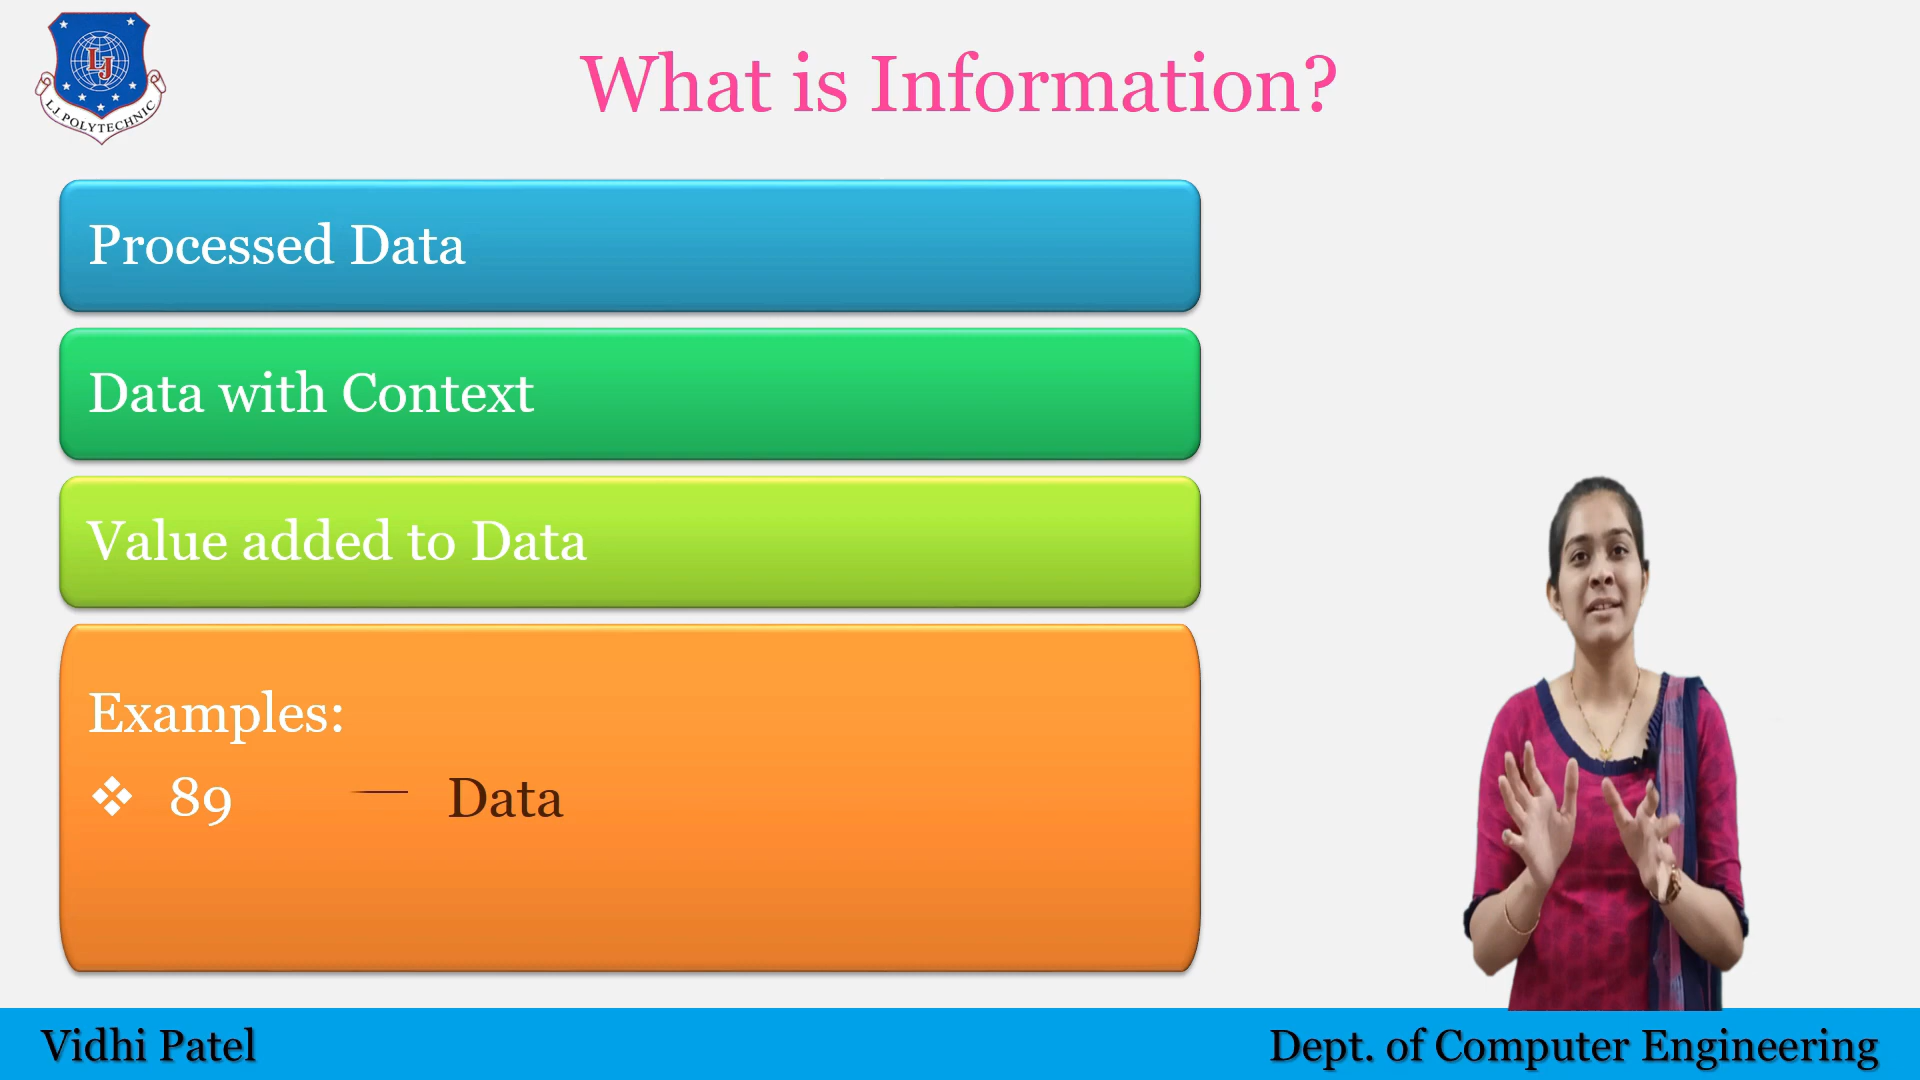 LJ
L.J. POLYTECHNIC
What is Information?
Processed Data
Data with Context
Value added to Data
Examples:
❖ 89 — Data
Vidhi Patel
Dept. of Computer Engineering